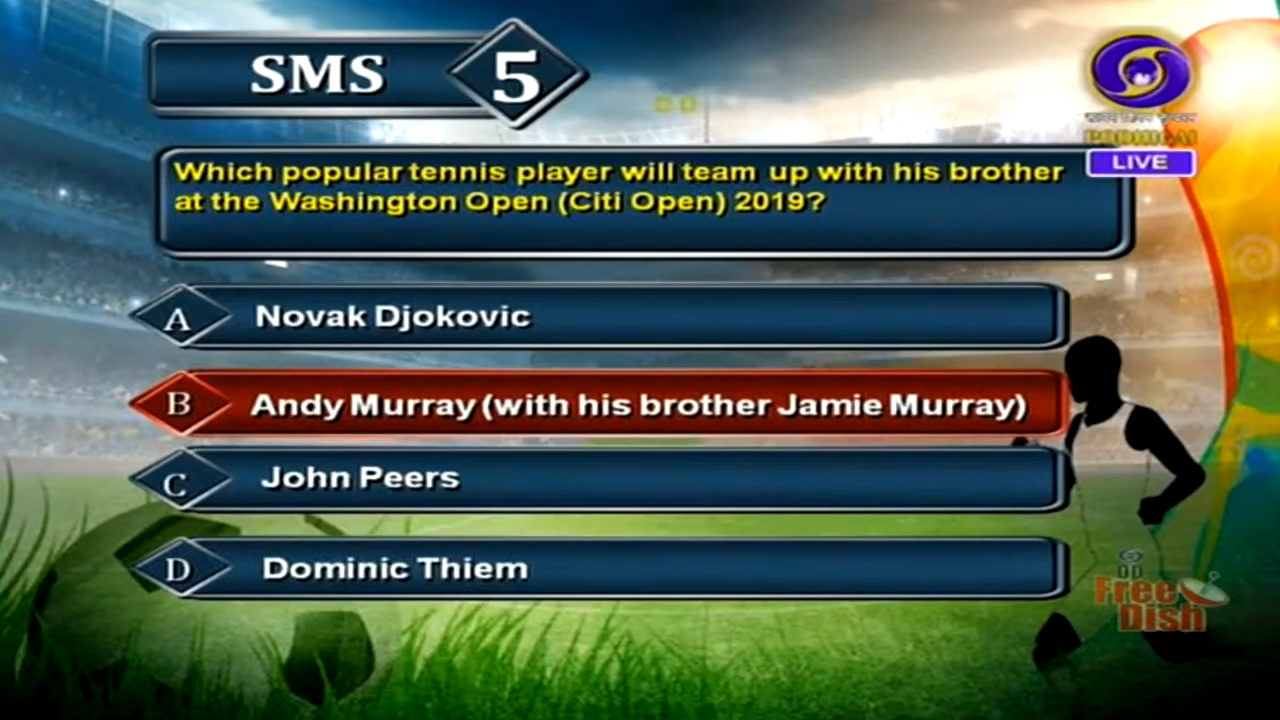 SMS 5
Which popular tennis player will team up with his brother
at the Washington Open (Citi Open) 2019?
LIVE
A Novak Djokovic
B Andy Murray (with his brother Jamie Murray)
C John Peers
D Dominic Thiem
DD
Free
Dish